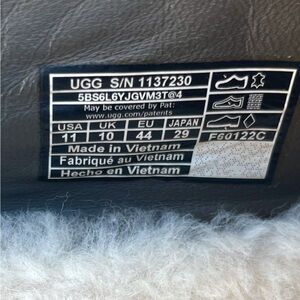 UGG S/N 1137230
5BS6L6YJGVM3T@4
May be covered by Pat:
www.ugg.com/patents
USA UK EU JAPAN
11 10 44 29 F60122C
Made in Vietnam
Fabriqué au Vietnam
Hecho en Vietnam